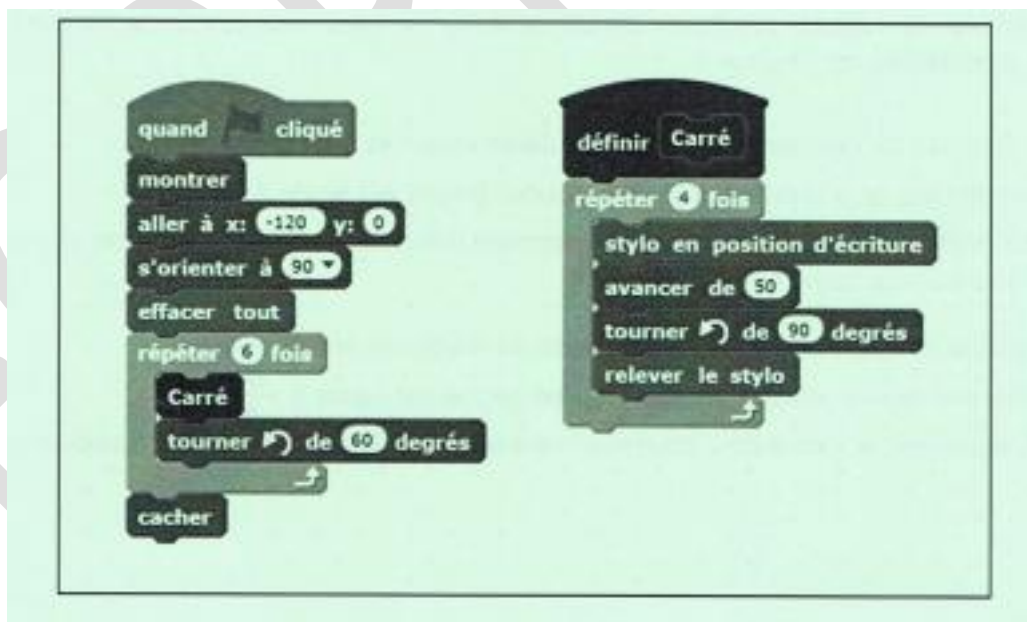 quand cliqué
montrer
aller à x: -120 y: 0
s'orienter à 90
effacer tout
répéter 6 fois
Carré
tourner de 60 degrés
cacher
définir Carré
répéter 4 fois
stylo en position d'écriture
avancer de 50
tourner de 90 degrés
relever le stylo